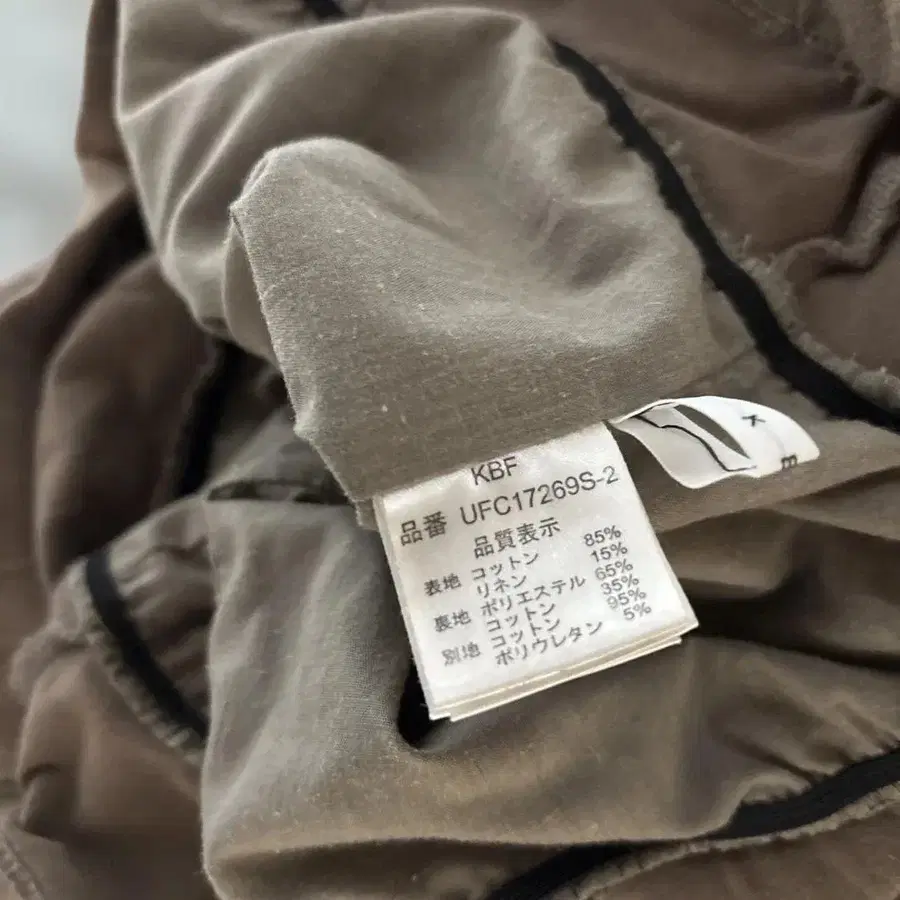 KBF
品番 UFC17269S-2
品質表示
表地 コットン 85%
リネン 15%
裏地 ポリエステル 65%
コットン 35%
別地 コットン 95%
ポリウレタン 5%
K B